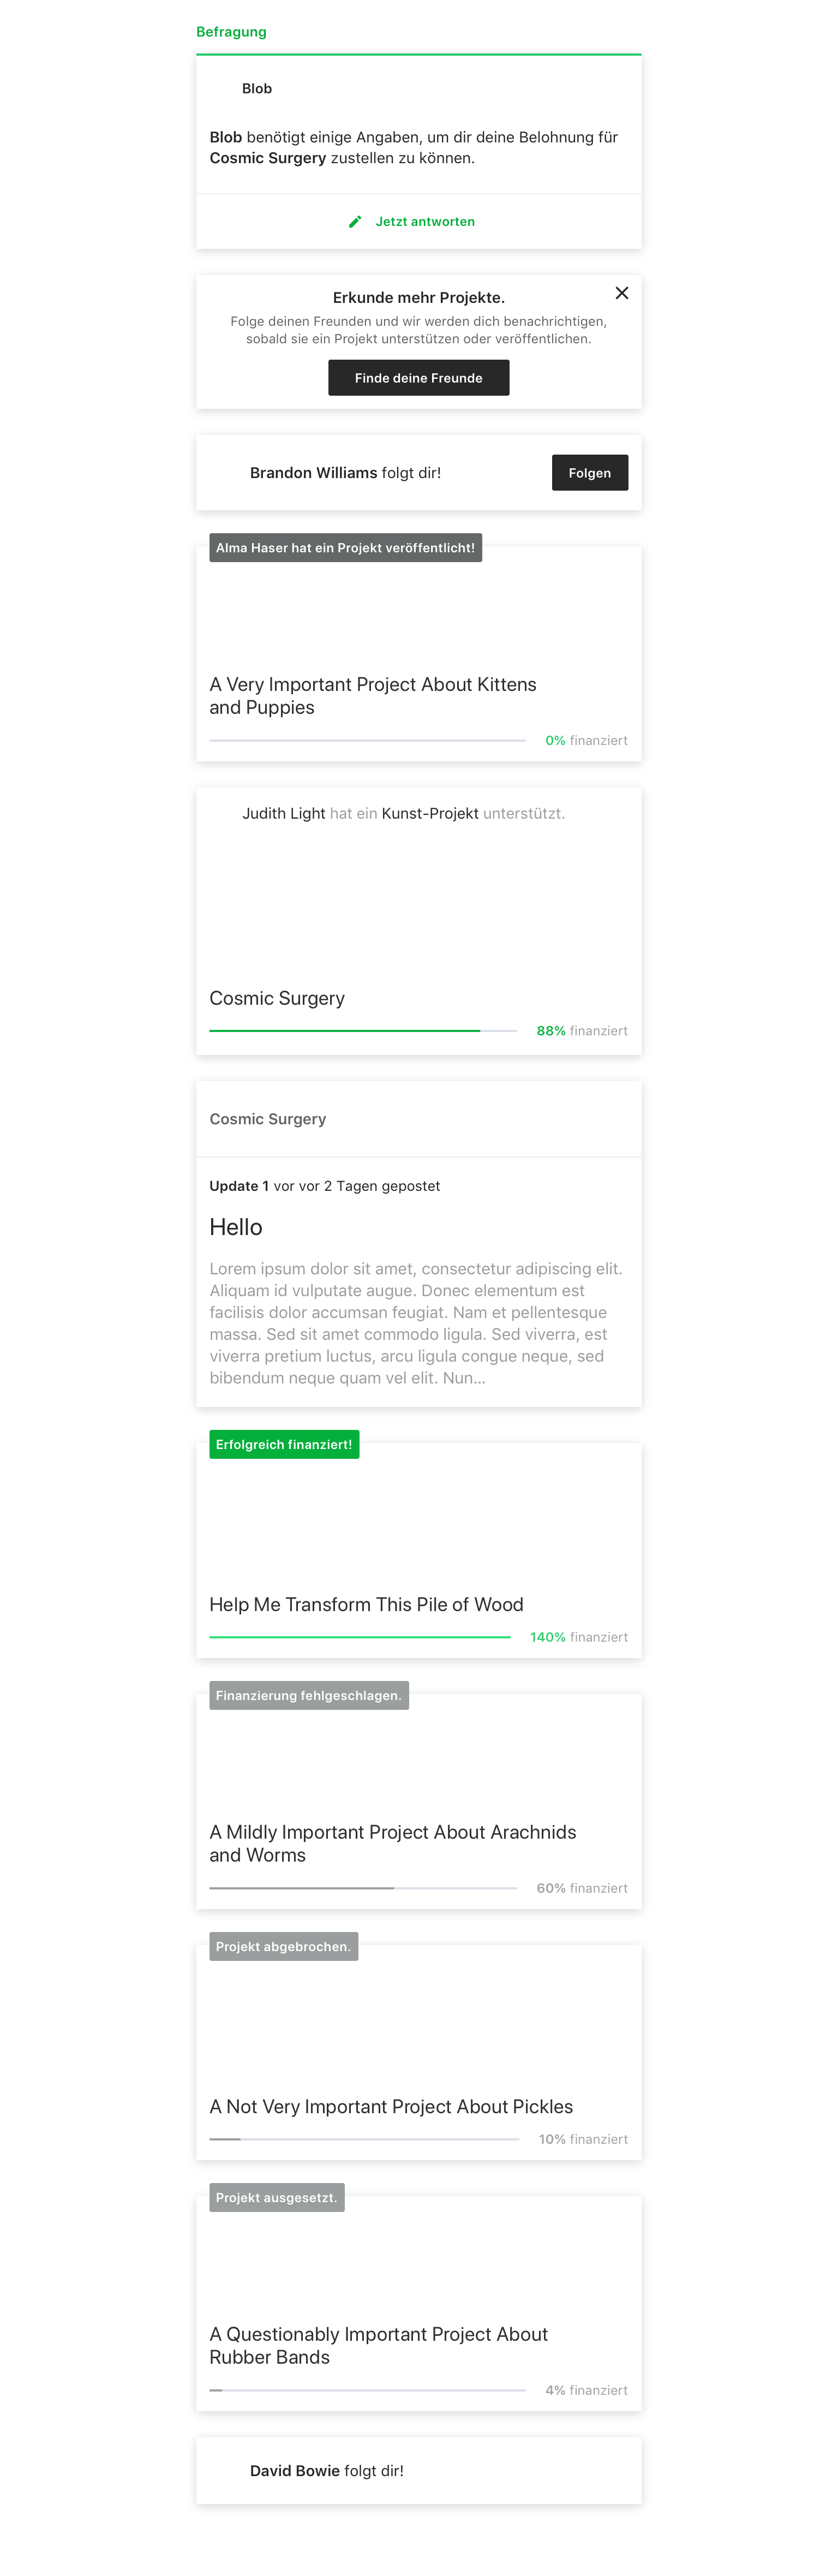 Befragung
Blob
Blob benötigt einige Angaben, um dir deine Belohnung für
Cosmic Surgery zustellen zu können.
Jetzt antworten
Erkunde mehr Projekte.
Folge deinen Freunden und wir werden dich benachrichtigen,
sobald sie ein Projekt unterstützen oder veröffentlichen.
Finde deine Freunde
Brandon Williams folgt dir!
Folgen
Alma Haser hat ein Projekt veröffentlicht!
A Very Important Project About Kittens
and Puppies
0% finanziert
Judith Light hat ein Kunst-Projekt unterstützt.
Cosmic Surgery
88% finanziert
Cosmic Surgery
Update 1 vor vor 2 Tagen gepostet
Hello
Lorem ipsum dolor sit amet, consectetur adipiscing elit.
Aliquam id vulputate augue. Donec elementum est
facilisis dolor accumsan feugiat. Nam et pellentesque
massa. Sed sit amet commodo ligula. Sed viverra, est
viverra pretium luctus, arcu ligula congue neque, sed
bibendum neque quam vel elit. Nun...
Erfolgreich finanziert!
Help Me Transform This Pile of Wood
140% finanziert
Finanzierung fehlgeschlagen.
A Mildly Important Project About Arachnids
and Worms
60% finanziert
Projekt abgebrochen.
A Not Very Important Project About Pickles
10% finanziert
Projekt ausgesetzt.
A Questionably Important Project About
Rubber Bands
4% finanziert
David Bowie folgt dir!